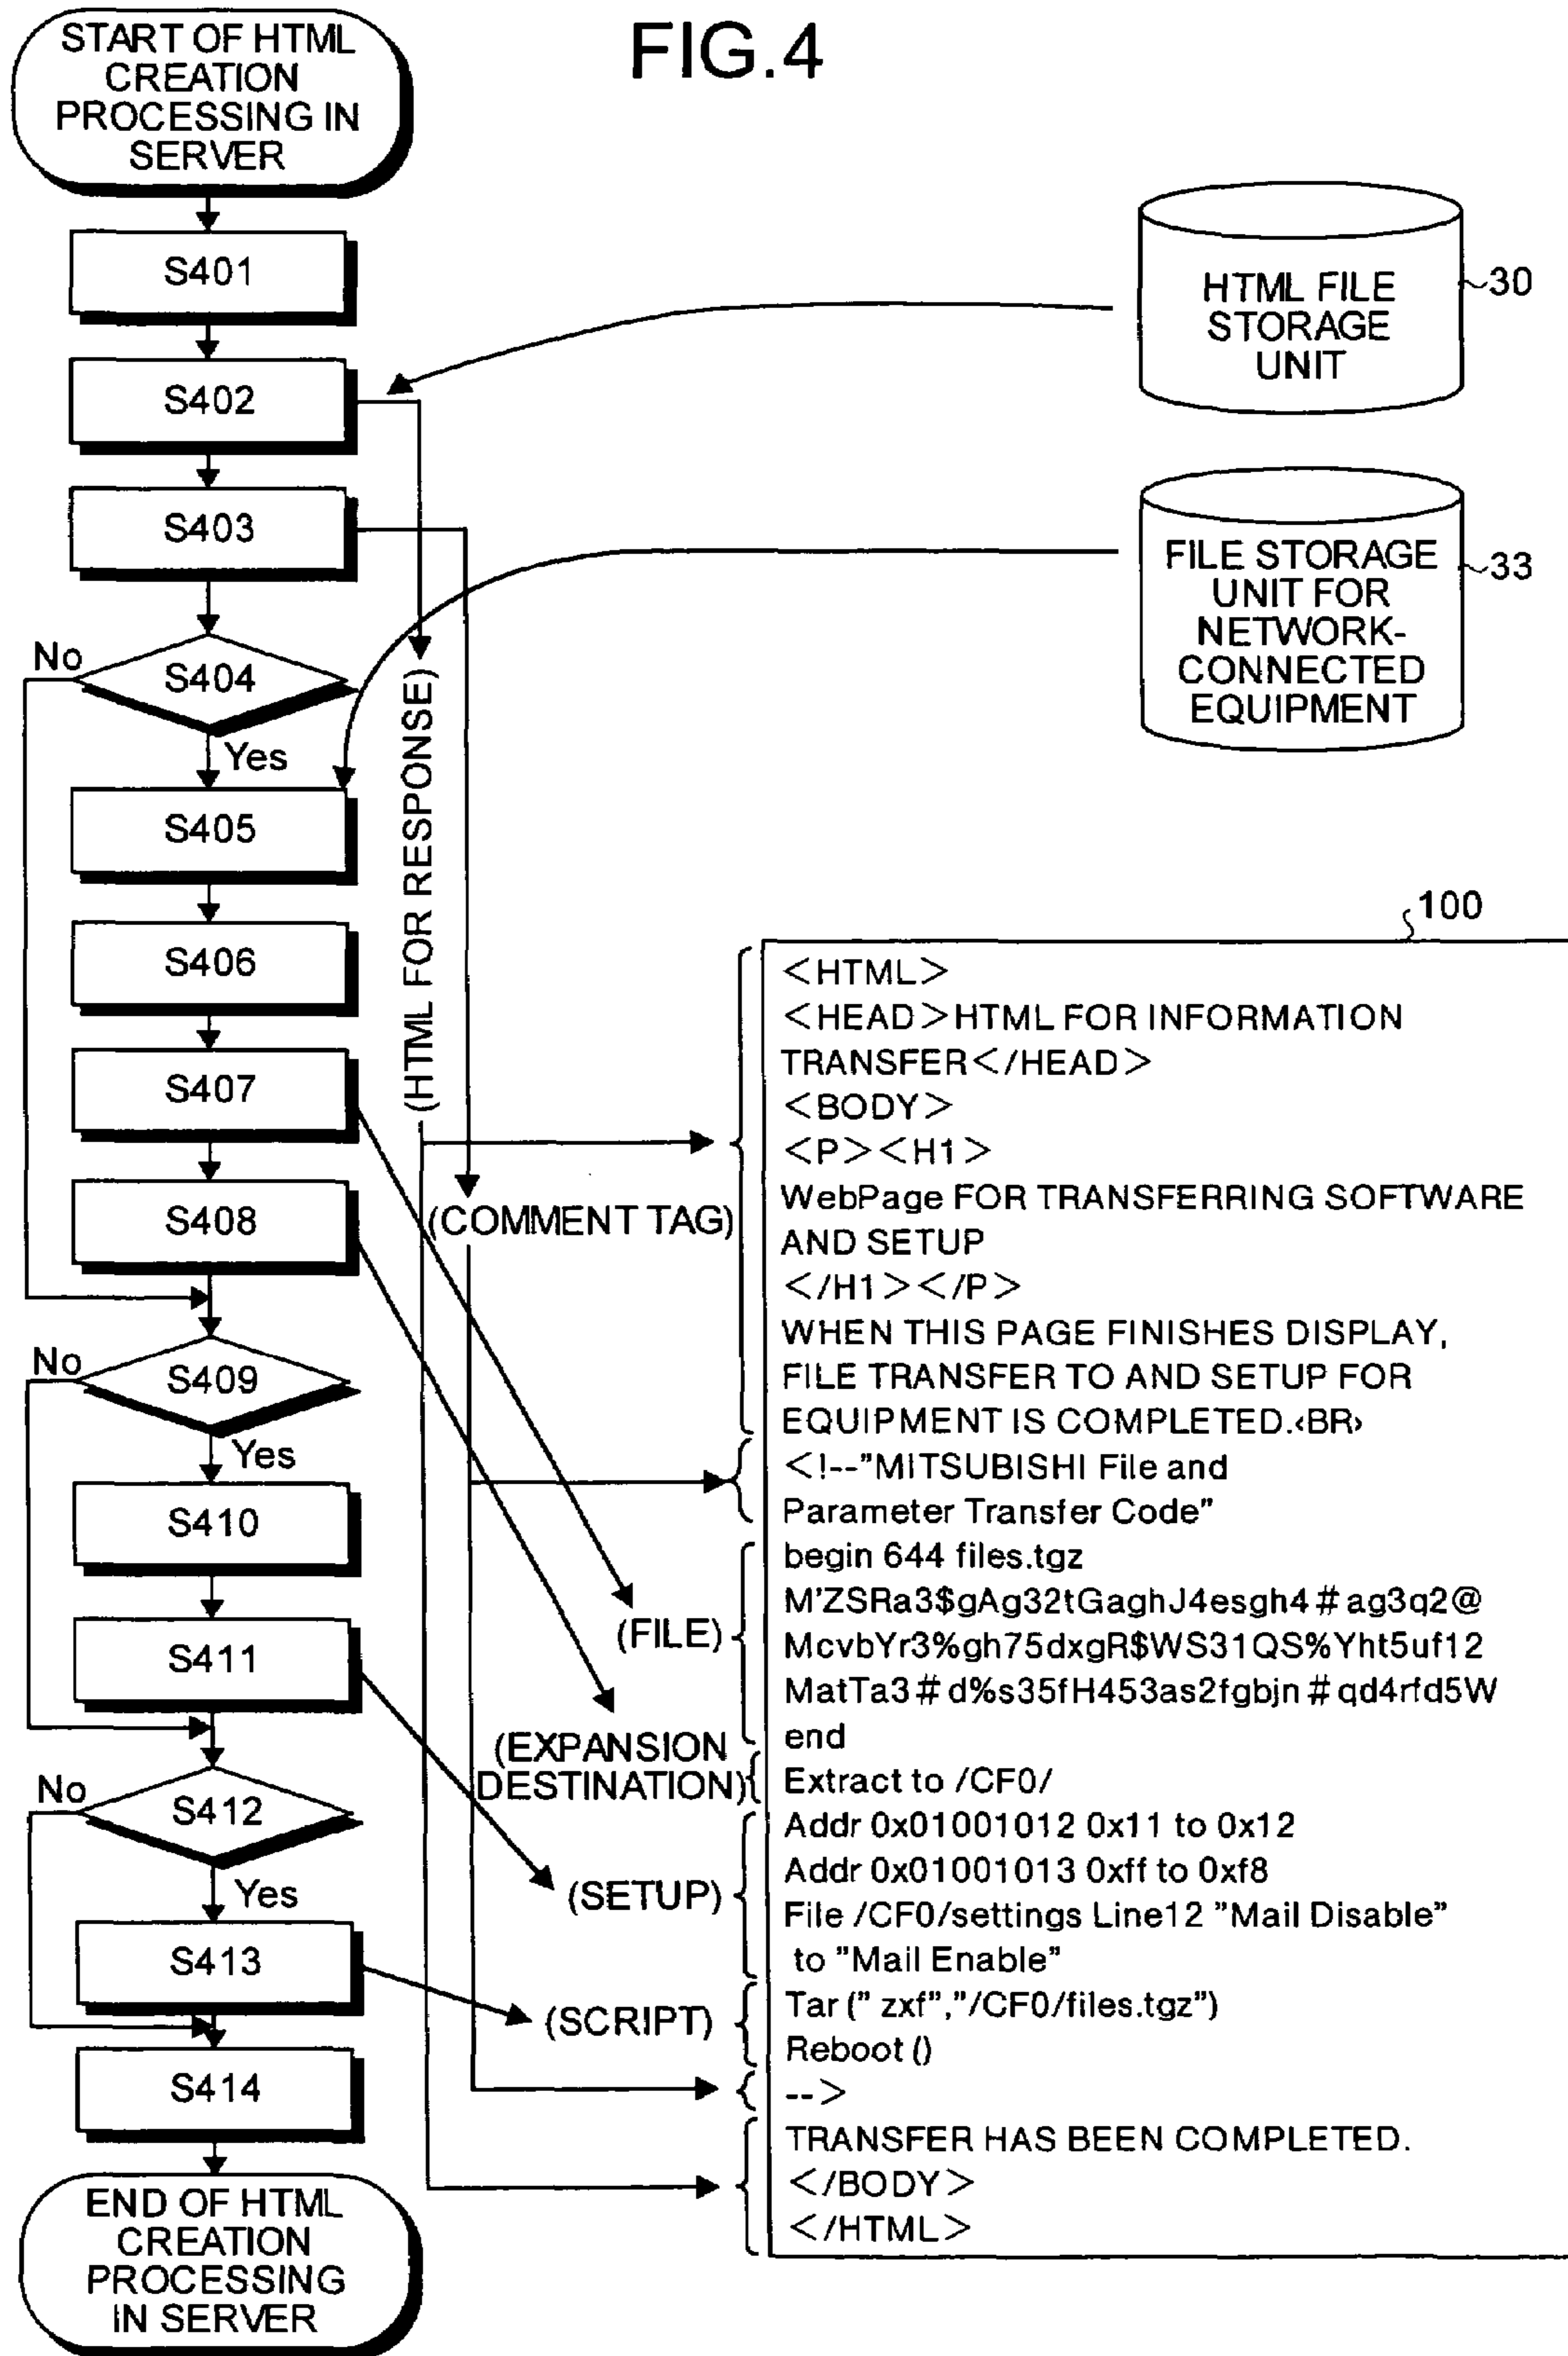 FIG.4
START OF HTML
CREATION
PROCESSING IN
SERVER
S401
S402
S403
No
S404
Yes
S405
S406
S407
S408
No
S409
Yes
S410
S411
No
S412
Yes
S413
S414
END OF HTML
CREATION
PROCESSING
IN SERVER
HTML FILE
STORAGE
UNIT
30
FILE STORAGE
UNIT FOR
NETWORK-
CONNECTED
EQUIPMENT
33
(HTML FOR RESPONSE)
(COMMENT TAG)
(FILE)
(EXPANSION
DESTINATION)
(SETUP)
(SCRIPT)
100
<HTML>
<HEAD>HTML FOR INFORMATION
TRANSFER</HEAD>
<BODY>
<P><H1>
WebPage FOR TRANSFERRING SOFTWARE
AND SETUP
</H1></P>
WHEN THIS PAGE FINISHES DISPLAY,
FILE TRANSFER TO AND SETUP FOR
EQUIPMENT IS COMPLETED.<BR>
<!--"MITSUBISHI File and
Parameter Transfer Code"
begin 644 files.tgz
M'ZSRa3$gAg32tGaghJ4esgh4#ag3q2@
McvbYr3%gh75dxgR$WS31QS%Yht5uf12
MatTa3#d%s35fH453as2fgbjn#qd4rfd5W
end
Extract to /CF0/
Addr 0x01001012 0x11 to 0x12
Addr 0x01001013 0xff to 0xf8
File /CF0/settings Line12 "Mail Disable"
to "Mail Enable"
Tar (" zxf","/CF0/files.tgz")
Reboot ()
-->
TRANSFER HAS BEEN COMPLETED.
</BODY>
</HTML>